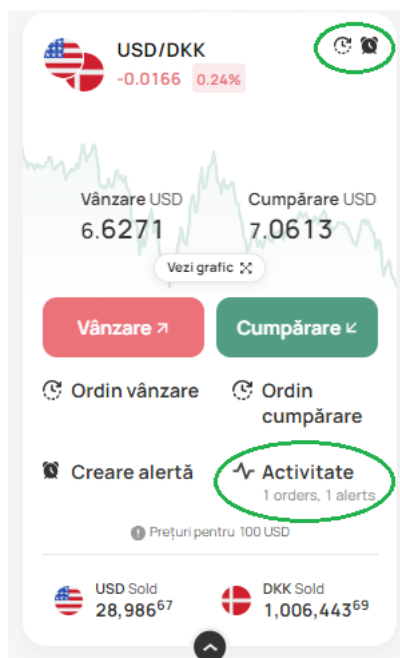 USD/DKK
-0.0166 0.24%
Vânzare USD Cumpărare USD
6.6271 7.0613
Vezi grafic
Vânzare Cumpărare
Ordin vânzare Ordin
cumpărare
Creare alertă Activitate
1 orders, 1 alerts
Prețuri pentru 100 USD
USD Sold DKK Sold
28,986⁶⁷ 1,006,443⁶⁹